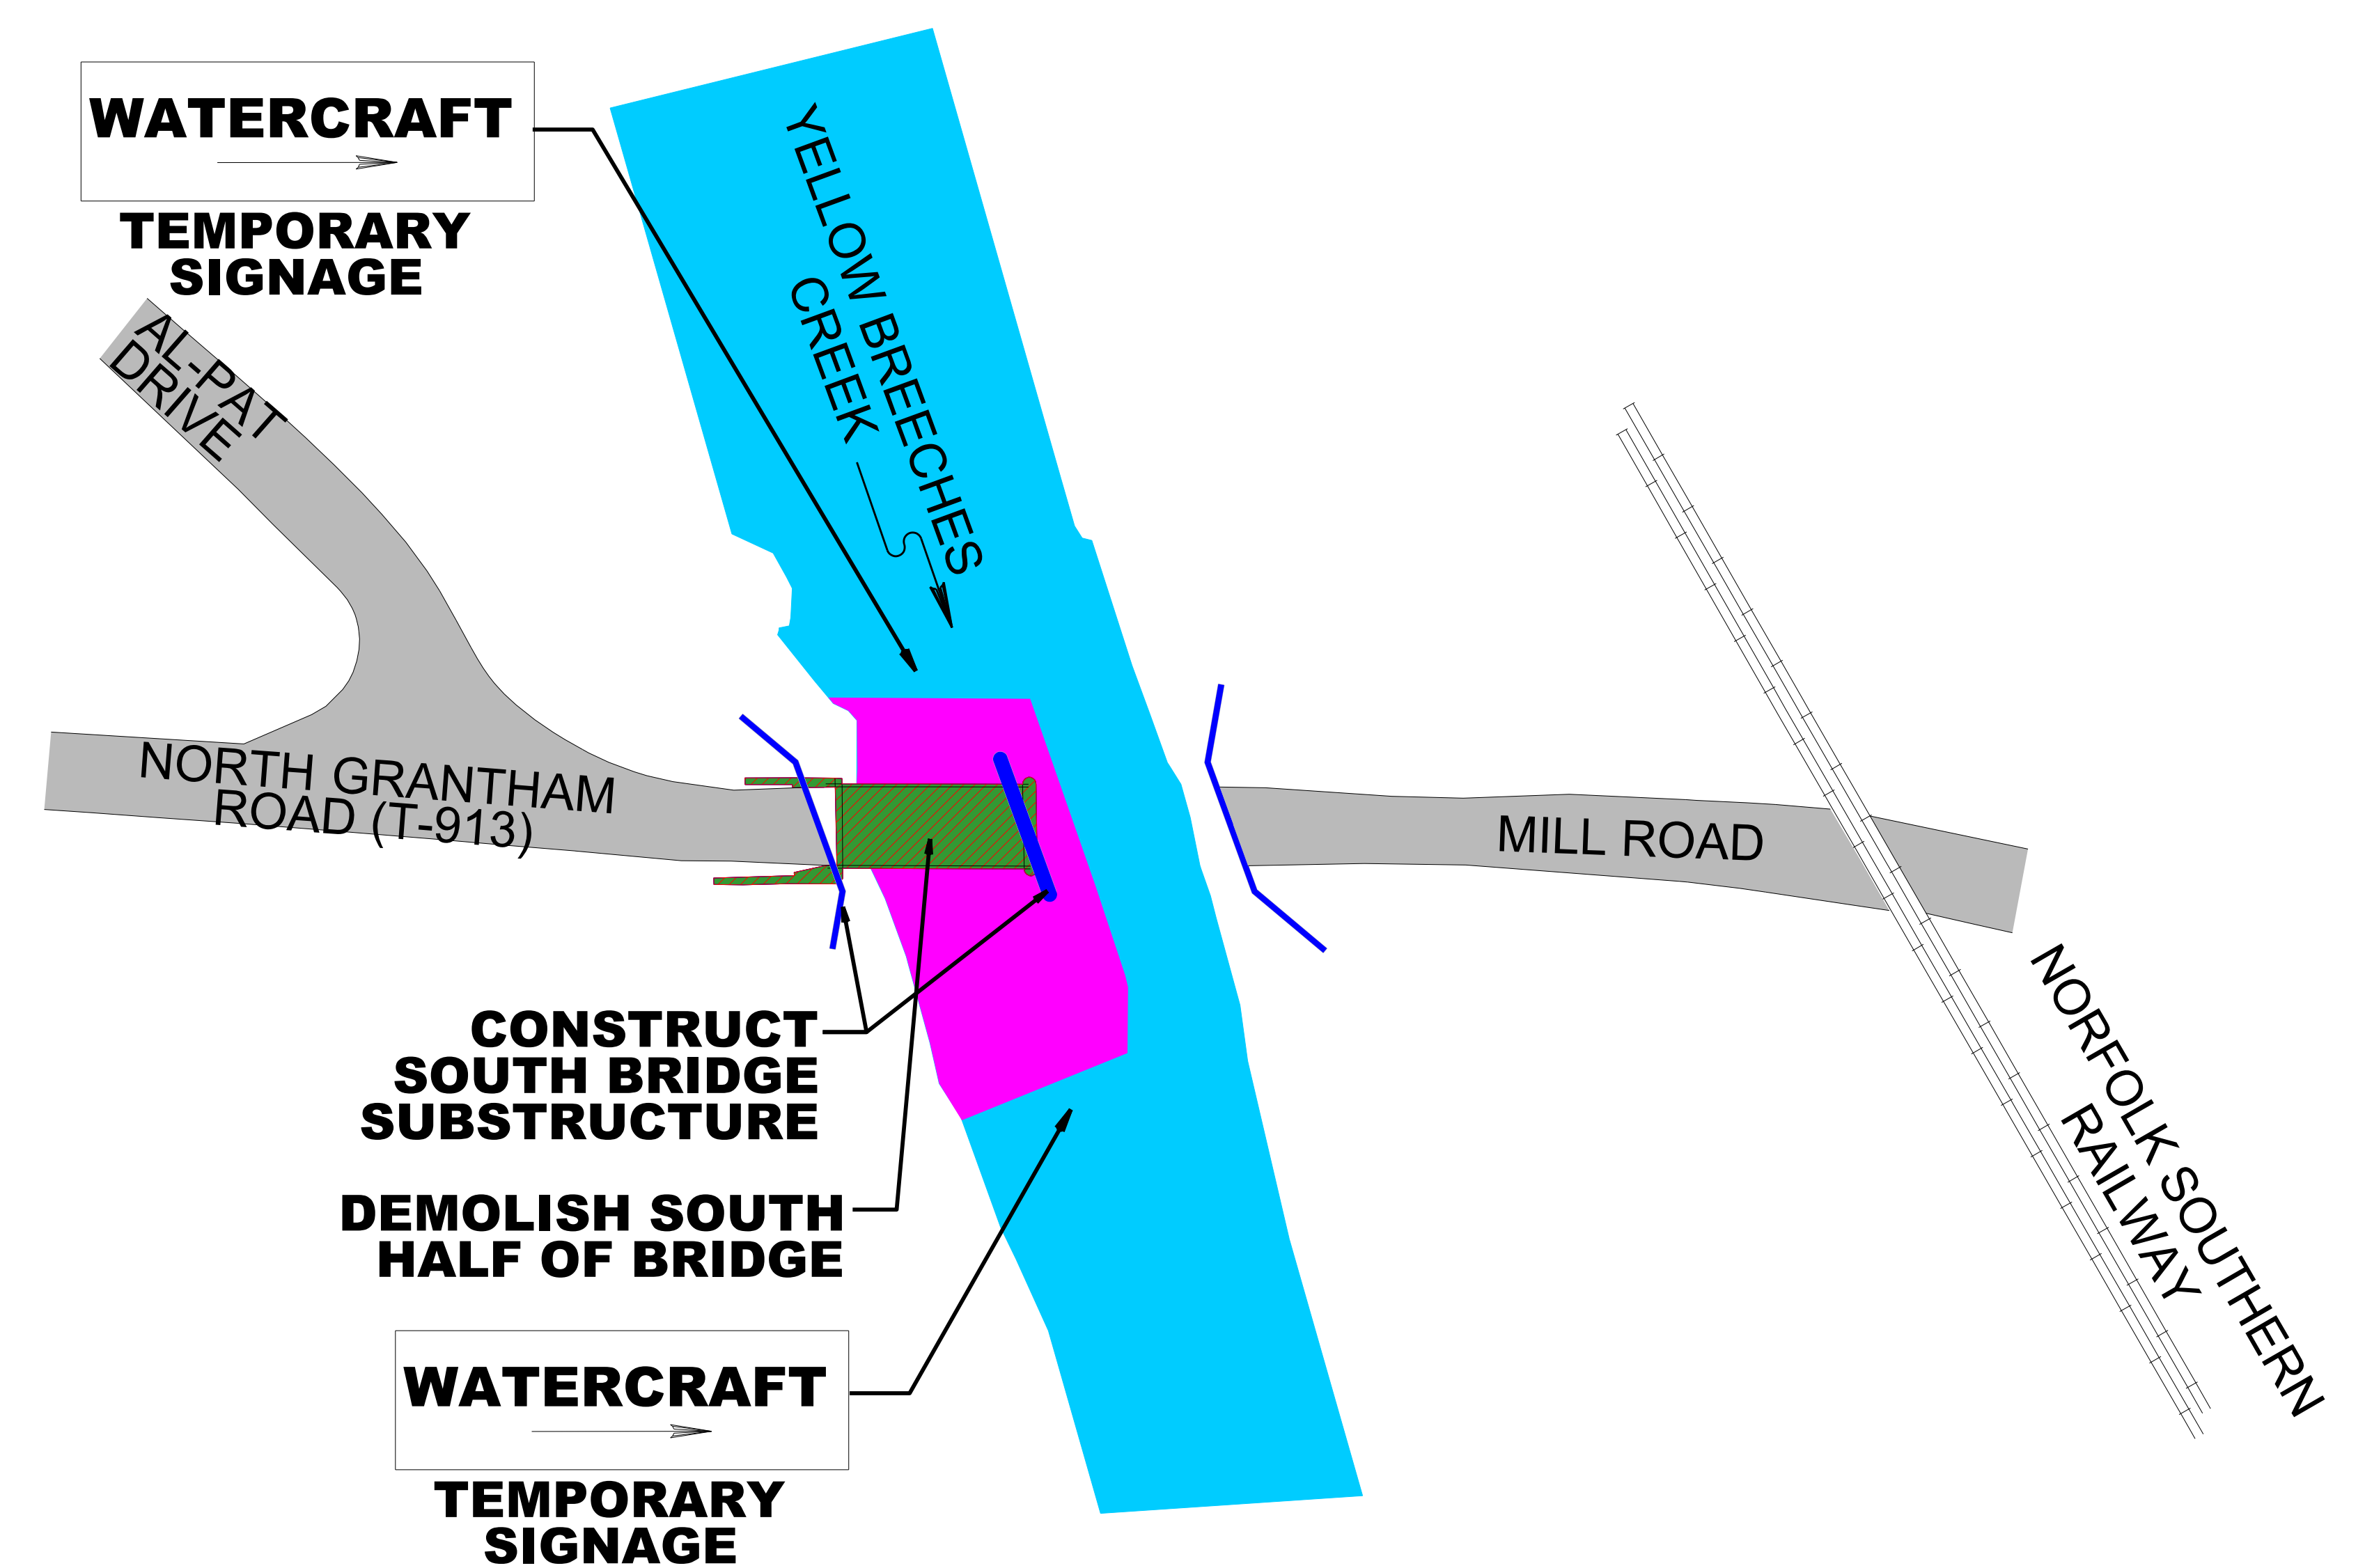 WATERCRAFT
TEMPORARY
SIGNAGE
YELLOW BREECHES
CREEK
AL-PAT
DRIVE
NORTH GRANTHAM
ROAD (T-913)
MILL ROAD
CONSTRUCT
SOUTH BRIDGE
SUBSTRUCTURE
NORFOLK SOUTHERN
RAILWAY
DEMOLISH SOUTH
HALF OF BRIDGE
WATERCRAFT
TEMPORARY
SIGNAGE